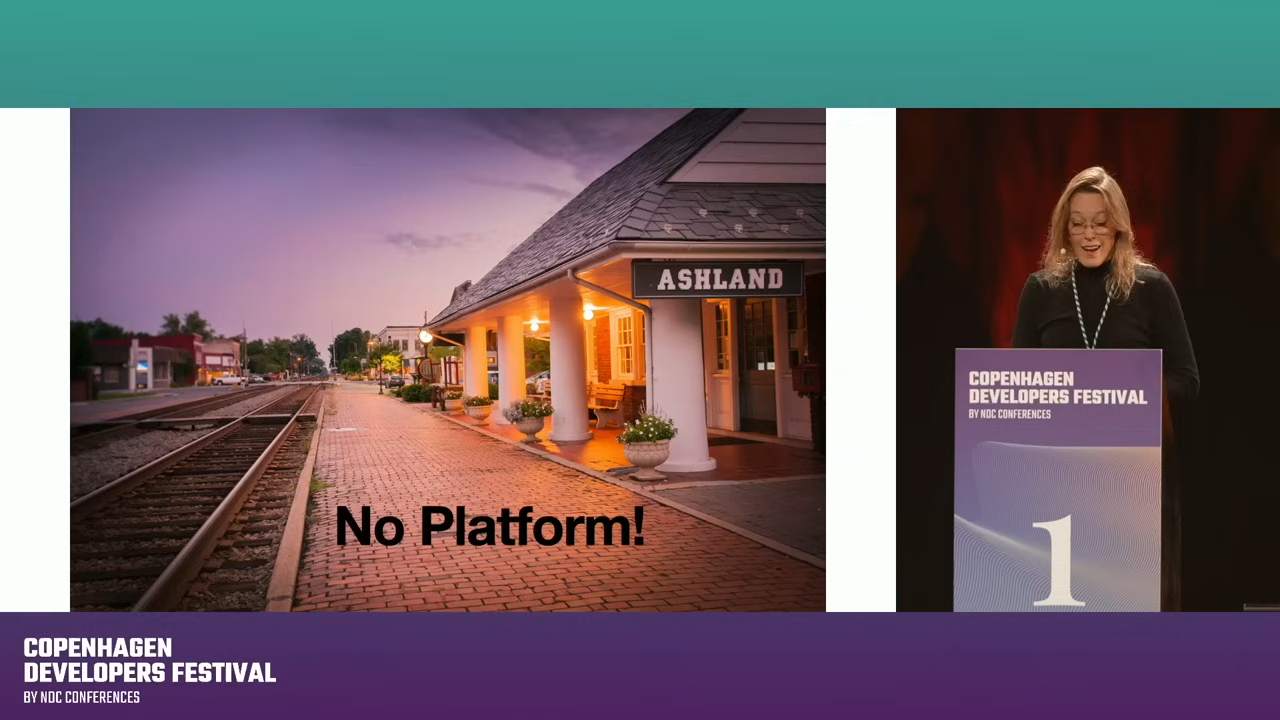 ASHLAND
No Platform!
COPENHAGEN
DEVELOPERS FESTIVAL
BY NDC CONFERENCES
1
COPENHAGEN
DEVELOPERS FESTIVAL
BY NDC CONFERENCES